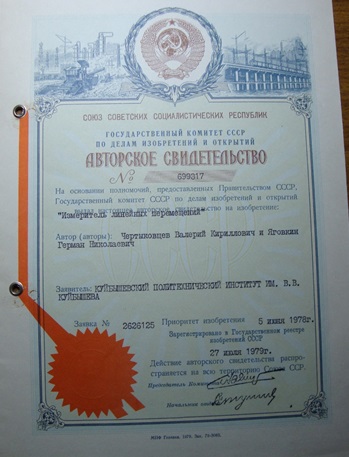 СОЮЗ СОВЕТСКИХ СОЦИАЛИСТИЧЕСКИХ РЕСПУБЛИК
ГОСУДАРСТВЕННЫЙ КОМИТЕТ СССР
ПО ДЕЛАМ ИЗОБРЕТЕНИЙ И ОТКРЫТИЙ
АВТОРСКОЕ СВИДЕТЕЛЬСТВО
№ 699317
На основании полномочий, предоставленных Правительством СССР,
Государственный комитет СССР по делам изобретений и открытий
выдал настоящее авторское свидетельство на изобретение:
"Измеритель линейных перемещений"
Автор (авторы): Чертыковцев Валерий Кириллович и Яговкин
Герман Николаевич
Заявитель: КУЙБЫШЕВСКИЙ ПОЛИТЕХНИЧЕСКИЙ ИНСТИТУТ ИМ. В.В.
КУЙБЫШЕВА
Заявка № 2626125 Приоритет изобретения 5 июня 1978г.
Зарегистрировано в Государственном реестре
изобретений СССР
27 июля 1979г.
Действие авторского свидетельства распро-
страняется на всю территорию Союза ССР.
Председатель
Начальник